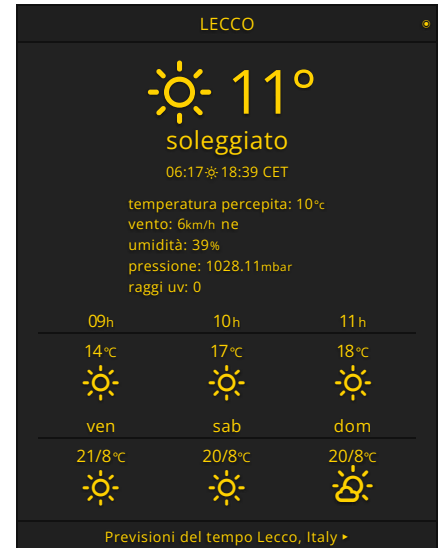 LECCO
11°
soleggiato
06:17 18:39 CET
temperatura percepita: 10°c
vento: 6km/h ne
umidità: 39%
pressione: 1028.11mbar
raggi uv: 0
09h 10h 11h
14°C 17°C 18°C
ven sab dom
21/8°C 20/8°C 20/8°C
Previsioni del tempo Lecco, Italy ▸